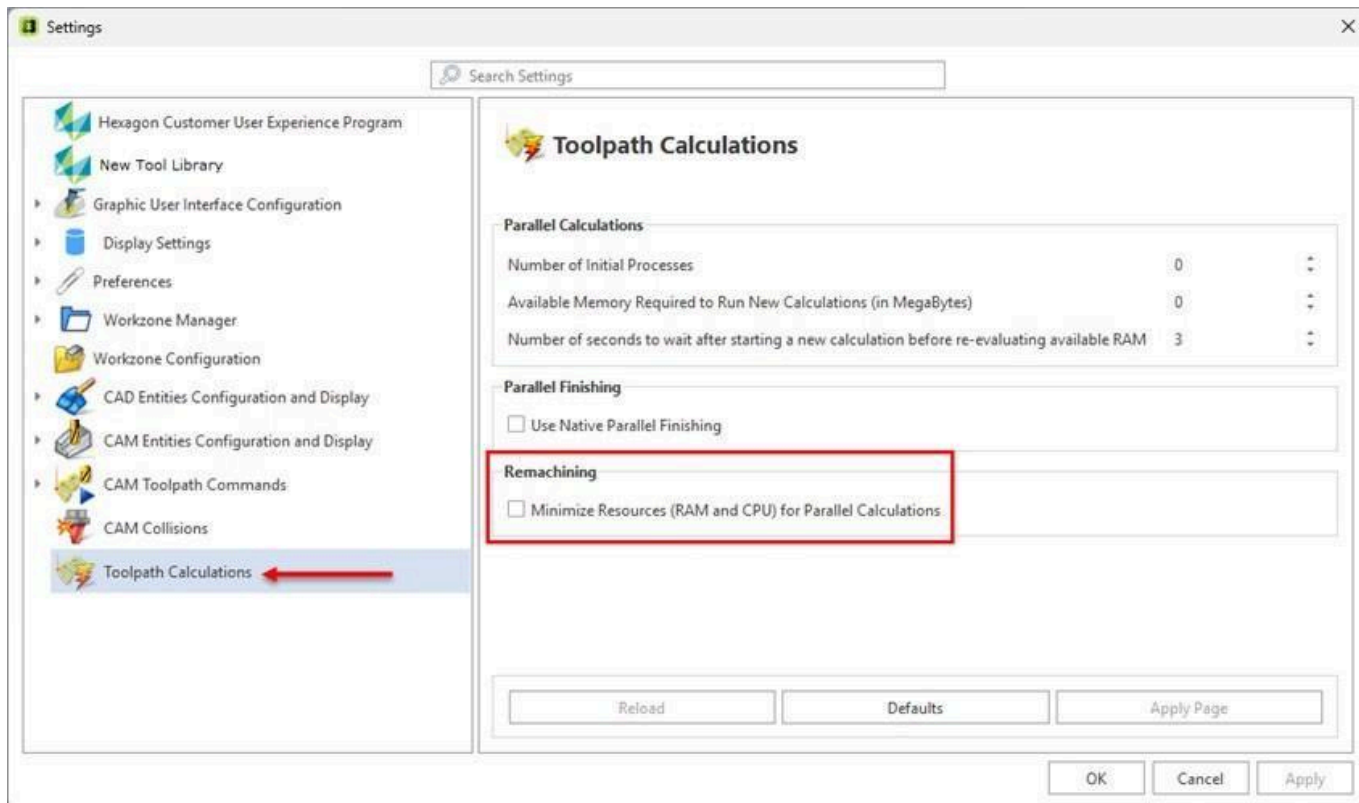 Settings
Search Settings
Hexagon Customer User Experience Program
New Tool Library
Graphic User Interface Configuration
Display Settings
Preferences
Workzone Manager
Workzone Configuration
CAD Entities Configuration and Display
CAM Entities Configuration and Display
CAM Toolpath Commands
CAM Collisions
Toolpath Calculations
Toolpath Calculations
Parallel Calculations
Number of Initial Processes 0
Available Memory Required to Run New Calculations (in MegaBytes) 0
Number of seconds to wait after starting a new calculation before re-evaluating available RAM 3
Parallel Finishing
Use Native Parallel Finishing
Remachining
Minimize Resources (RAM and CPU) for Parallel Calculations
Reload Defaults Apply Page
OK Cancel Apply